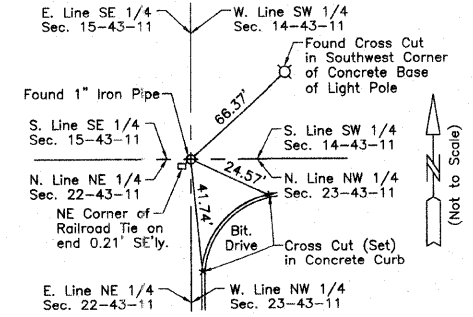 E. Line SE 1/4
Sec. 15-43-11
W. Line SW 1/4
Sec. 14-43-11
Found Cross Cut
in Southwest Corner
of Concrete Base
of Light Pole
Found 1" Iron Pipe
66.37'
S. Line SE 1/4
Sec. 15-43-11
S. Line SW 1/4
Sec. 14-43-11
24.57'
N. Line NE 1/4
Sec. 22-43-11
N. Line NW 1/4
Sec. 23-43-11
41.74'
NE Corner of
Railroad Tie on
end 0.21' SE'ly.
Bit.
Drive
Cross Cut (Set)
in Concrete Curb
E. Line NE 1/4
Sec. 22-43-11
W. Line NW 1/4
Sec. 23-43-11
N
(Not to Scale)